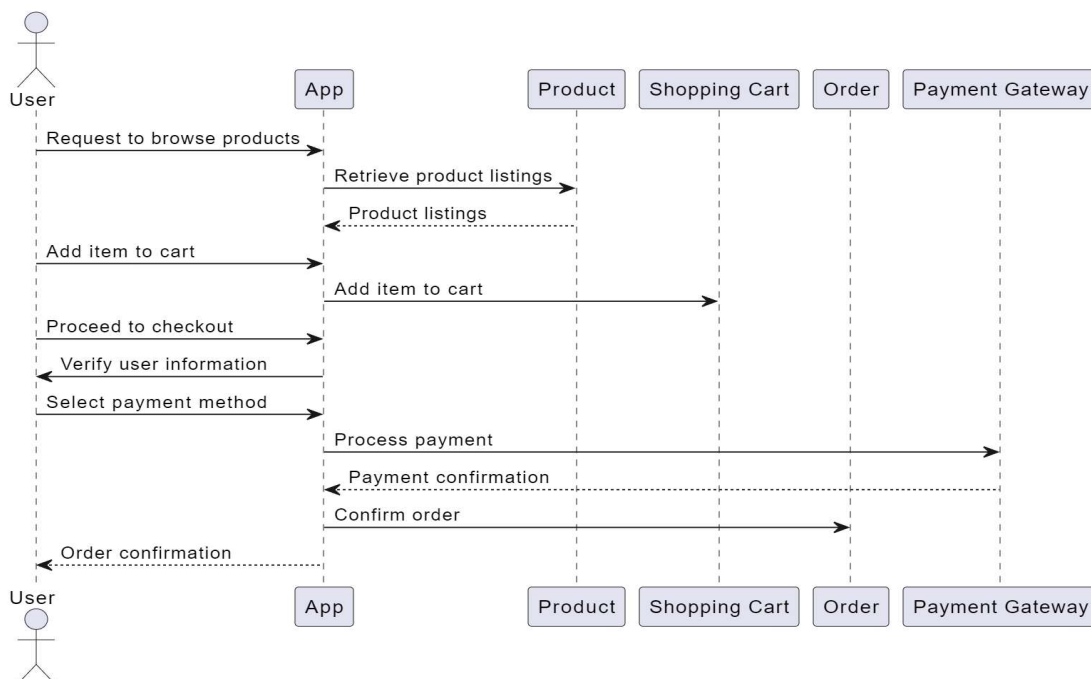 User
App
Product
Shopping Cart
Order
Payment Gateway
Request to browse products
Retrieve product listings
Product listings
Add item to cart
Add item to cart
Proceed to checkout
Verify user information
Select payment method
Process payment
Payment confirmation
Confirm order
Order confirmation
User
App
Product
Shopping Cart
Order
Payment Gateway